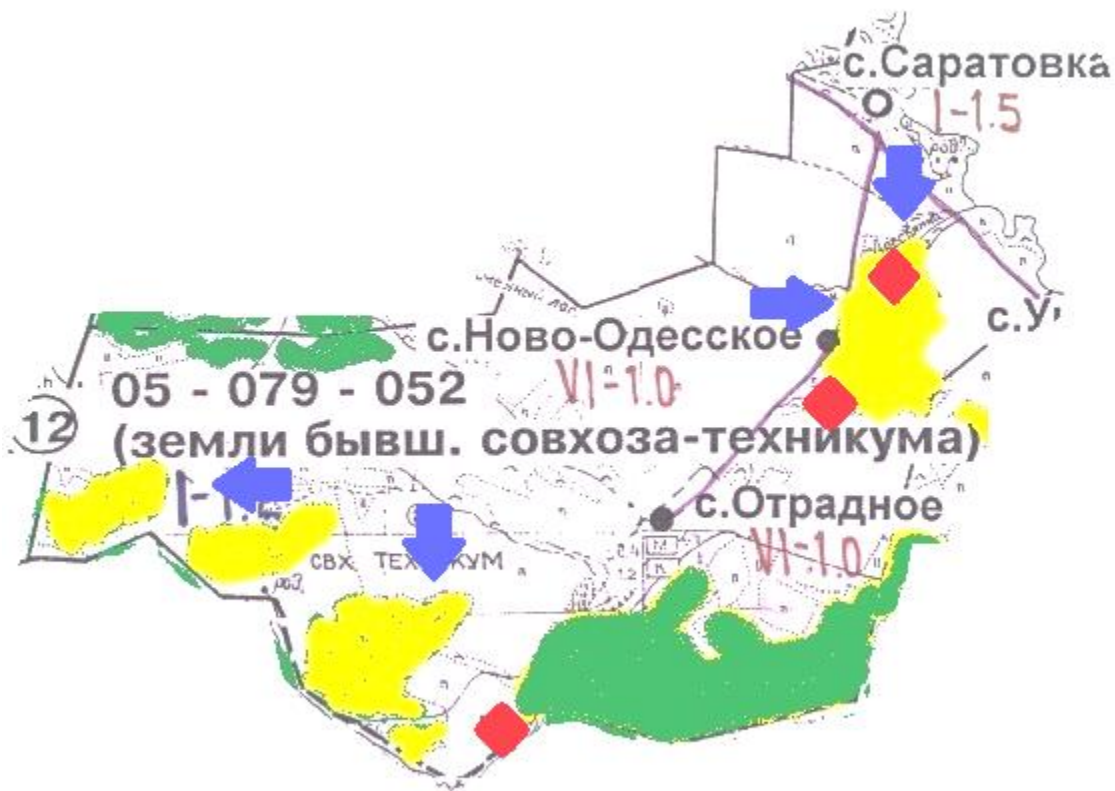 с.Саратовка
I-1.5
с.У
с.Ново-Одесское
VI-1.0
05 - 079 - 052
12
(земли бывш. совхоза-техникума)
с.Отрадное
VI-1.0
СВХ